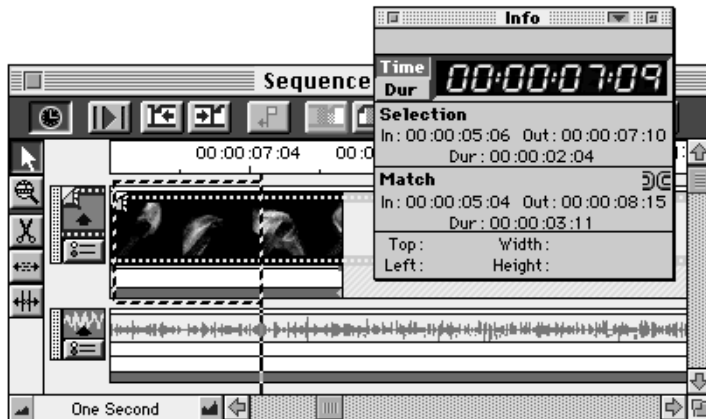 Info
Time
Dur
00:00:07:09
Sequence
Selection
In: 00:00:05:06 Out: 00:00:07:10
Dur: 00:00:02:04
Match
In: 00:00:05:04 Out: 00:00:08:15
Dur: 00:00:03:11
Top: Width:
Left: Height:
00:00:07:04
One Second